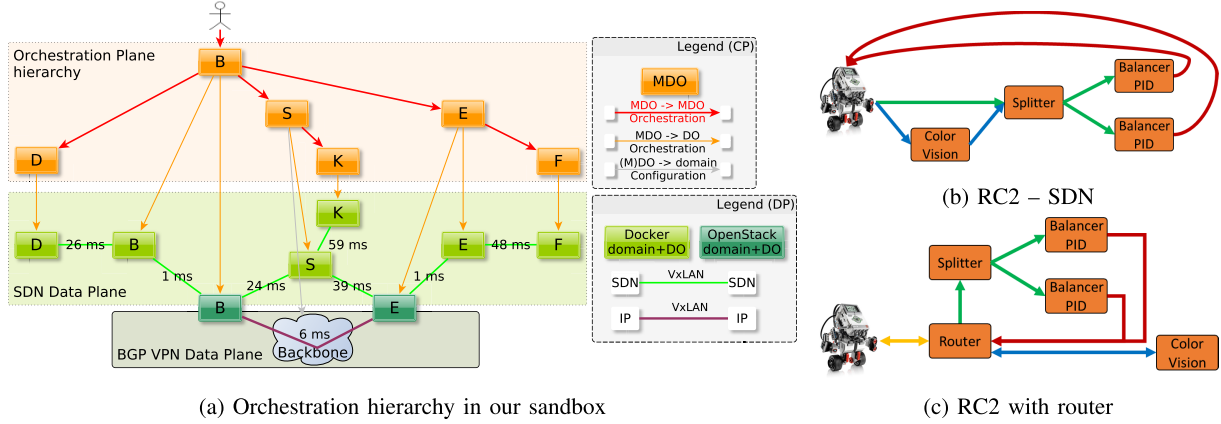 Orchestration Plane
hierarchy
B
S
E
D
K
F
K
D
26 ms
B
59 ms
E
48 ms
F
S
1 ms
24 ms
39 ms
1 ms
SDN Data Plane
B
E
6 ms
Backbone
BGP VPN Data Plane
Legend (CP)
MDO
MDO -> MDO
Orchestration
MDO -> DO
Orchestration
(M)DO -> domain
Configuration
Legend (DP)
Docker
domain+DO
OpenStack
domain+DO
VxLAN
SDN
SDN
VxLAN
IP
IP
(a) Orchestration hierarchy in our sandbox
Balancer
PID
Splitter
Color
Vision
Balancer
PID
(b) RC2 – SDN
Balancer
PID
Splitter
Balancer
PID
Router
Color
Vision
(c) RC2 with router